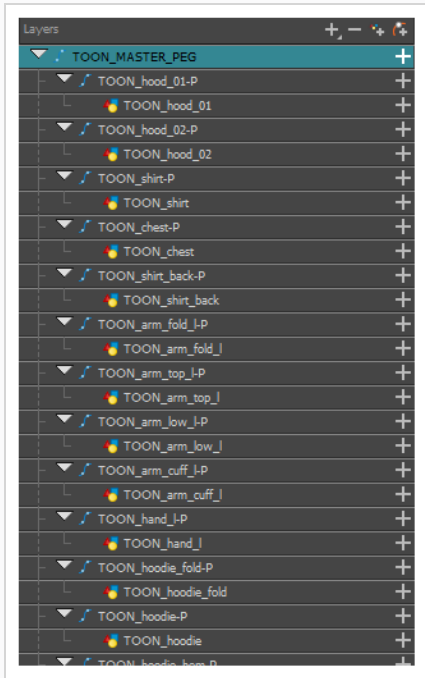 Layers
TOON_MASTER_PEG
TOON_hood_01-P
TOON_hood_01
TOON_hood_02-P
TOON_hood_02
TOON_shirt-P
TOON_shirt
TOON_chest-P
TOON_chest
TOON_shirt_back-P
TOON_shirt_back
TOON_arm_fold_l-P
TOON_arm_fold_l
TOON_arm_top_l-P
TOON_arm_top_l
TOON_arm_low_l-P
TOON_arm_low_l
TOON_arm_cuff_l-P
TOON_arm_cuff_l
TOON_hand_l-P
TOON_hand_l
TOON_hoodie_fold-P
TOON_hoodie_fold
TOON_hoodie-P
TOON_hoodie
TOON_hoodie_hem-P